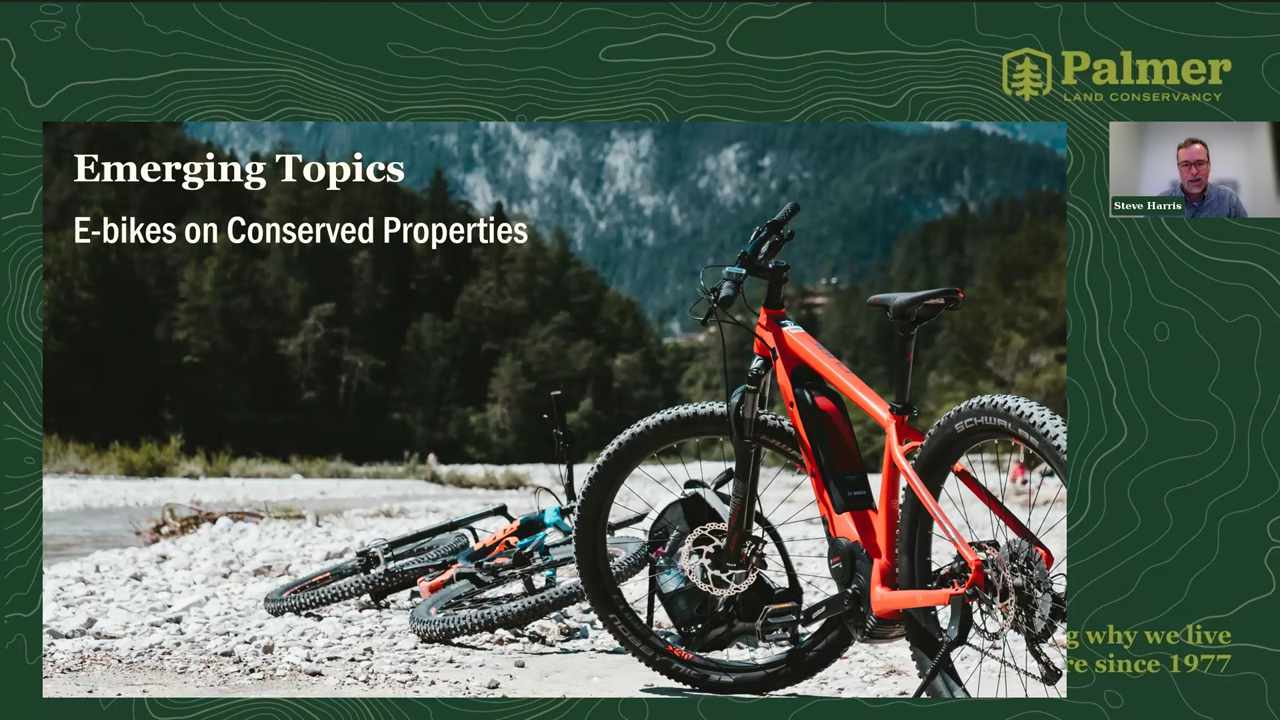 Palmer
LAND CONSERVANCY
Emerging Topics
E-bikes on Conserved Properties
Steve Harris
SCHWALBE
g why we live
re since 1977